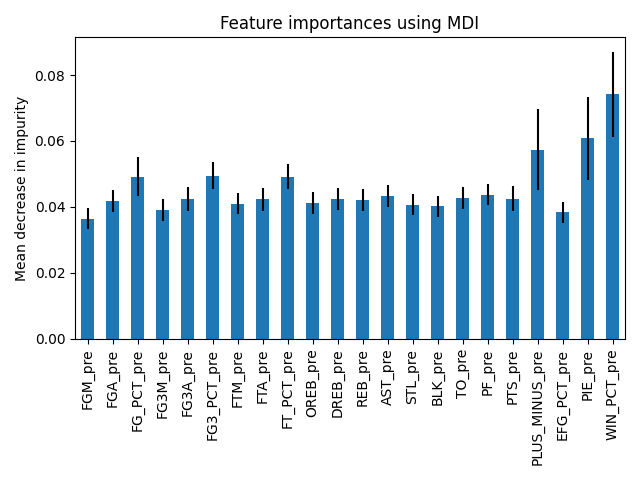 Feature importances using MDI
Mean decrease in impurity
0.08
0.06
0.04
0.02
0.00
FGM_pre
FGA_pre
FG_PCT_pre
FG3M_pre
FG3A_pre
FG3_PCT_pre
FTM_pre
FTA_pre
FT_PCT_pre
OREB_pre
DREB_pre
REB_pre
AST_pre
STL_pre
BLK_pre
TO_pre
PF_pre
PTS_pre
PLUS_MINUS_pre
EFG_PCT_pre
PIE_pre
WIN_PCT_pre